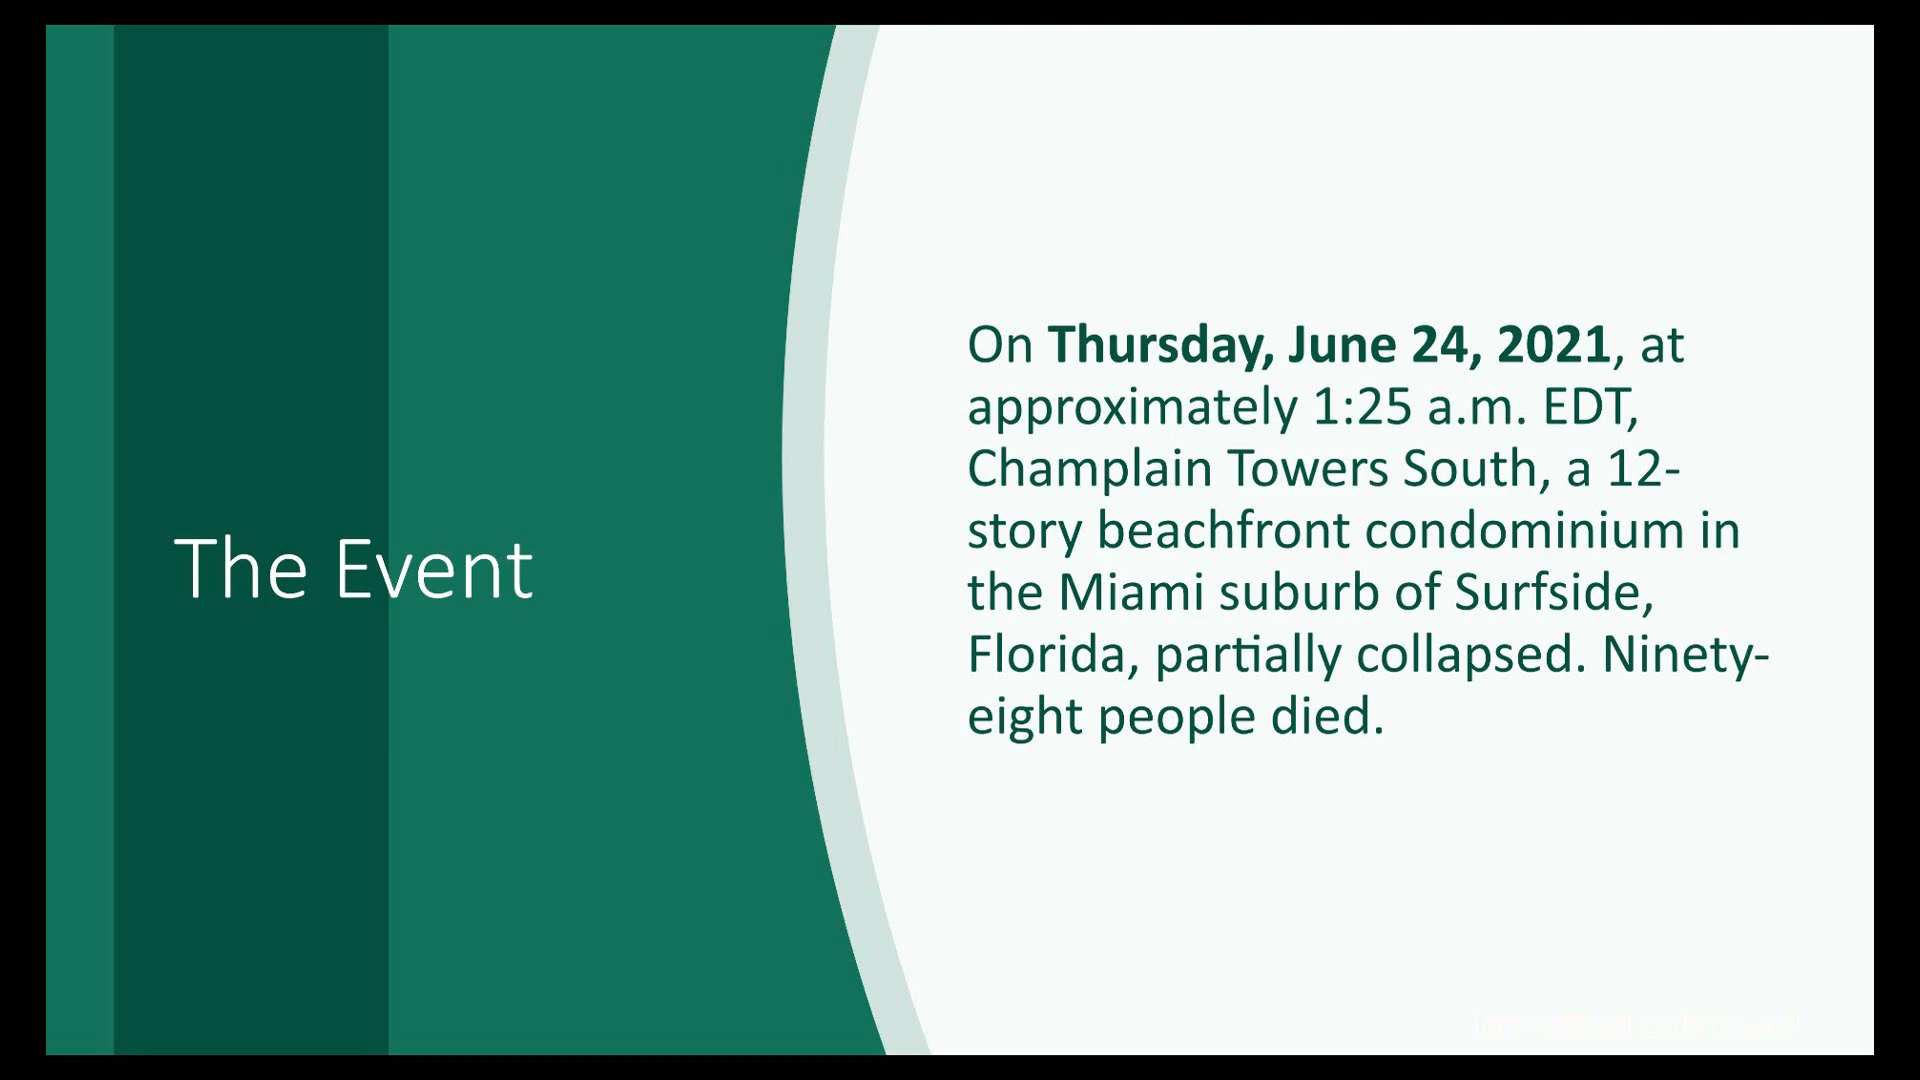 The Event
On Thursday, June 24, 2021, at
approximately 1:25 a.m. EDT,
Champlain Towers South, a 12-
story beachfront condominium in
the Miami suburb of Surfside,
Florida, partially collapsed. Ninety-
eight people died.